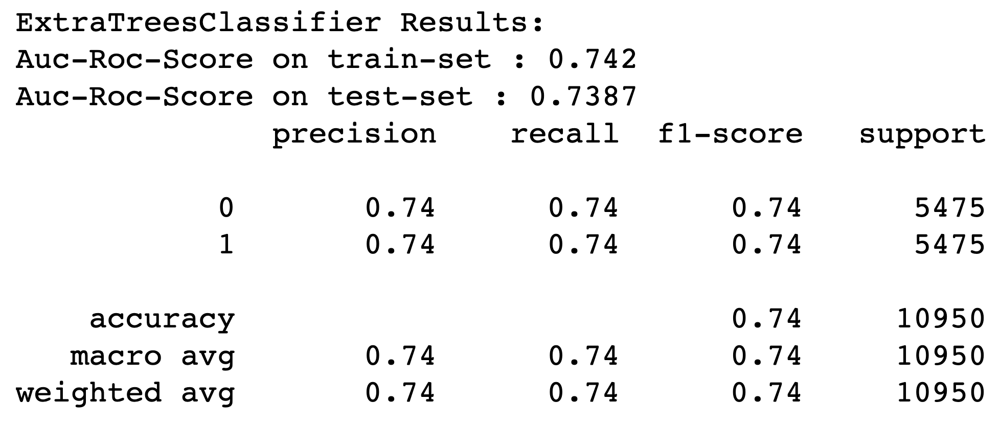 ExtraTreesClassifier Results:
Auc-Roc-Score on train-set : 0.742
Auc-Roc-Score on test-set : 0.7387
precision recall f1-score support
0 0.74 0.74 0.74 5475
1 0.74 0.74 0.74 5475
accuracy 0.74 10950
macro avg 0.74 0.74 0.74 10950
weighted avg 0.74 0.74 0.74 10950